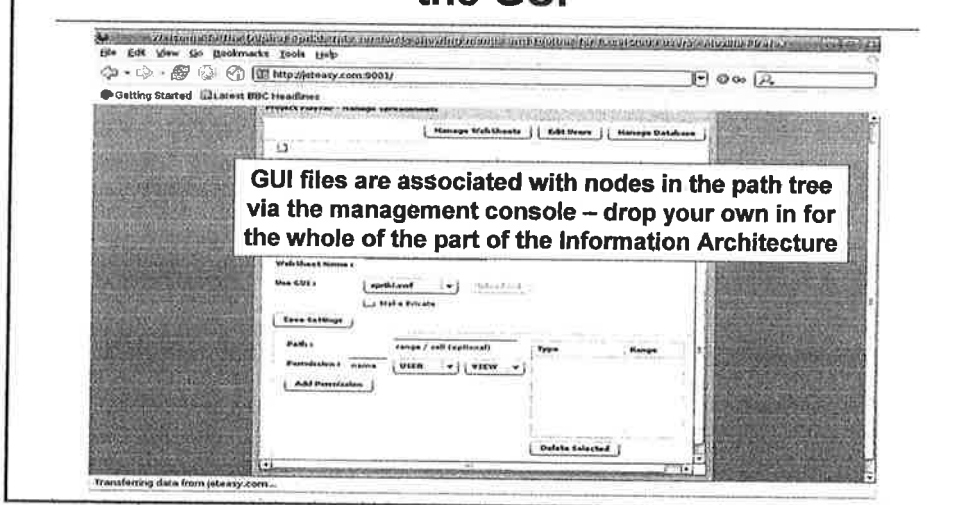 the GUI
File Edit View Go Bookmarks Tools Help
http://jeteasy.com:9001/
Getting Started Latest BBC Headlines
Manage WebSheets Edit Users Manage Database
GUI files are associated with nodes in the path tree
via the management console – drop your own in for
the whole of the part of the Information Architecture
WebSheet Name :
Use GUI :
Make Private
Save Settings
Path : range / cell (optional) Type Range
Permission : name USER VIEW
Add Permission
Delete Selected
Transferring data from jeteasy.com...